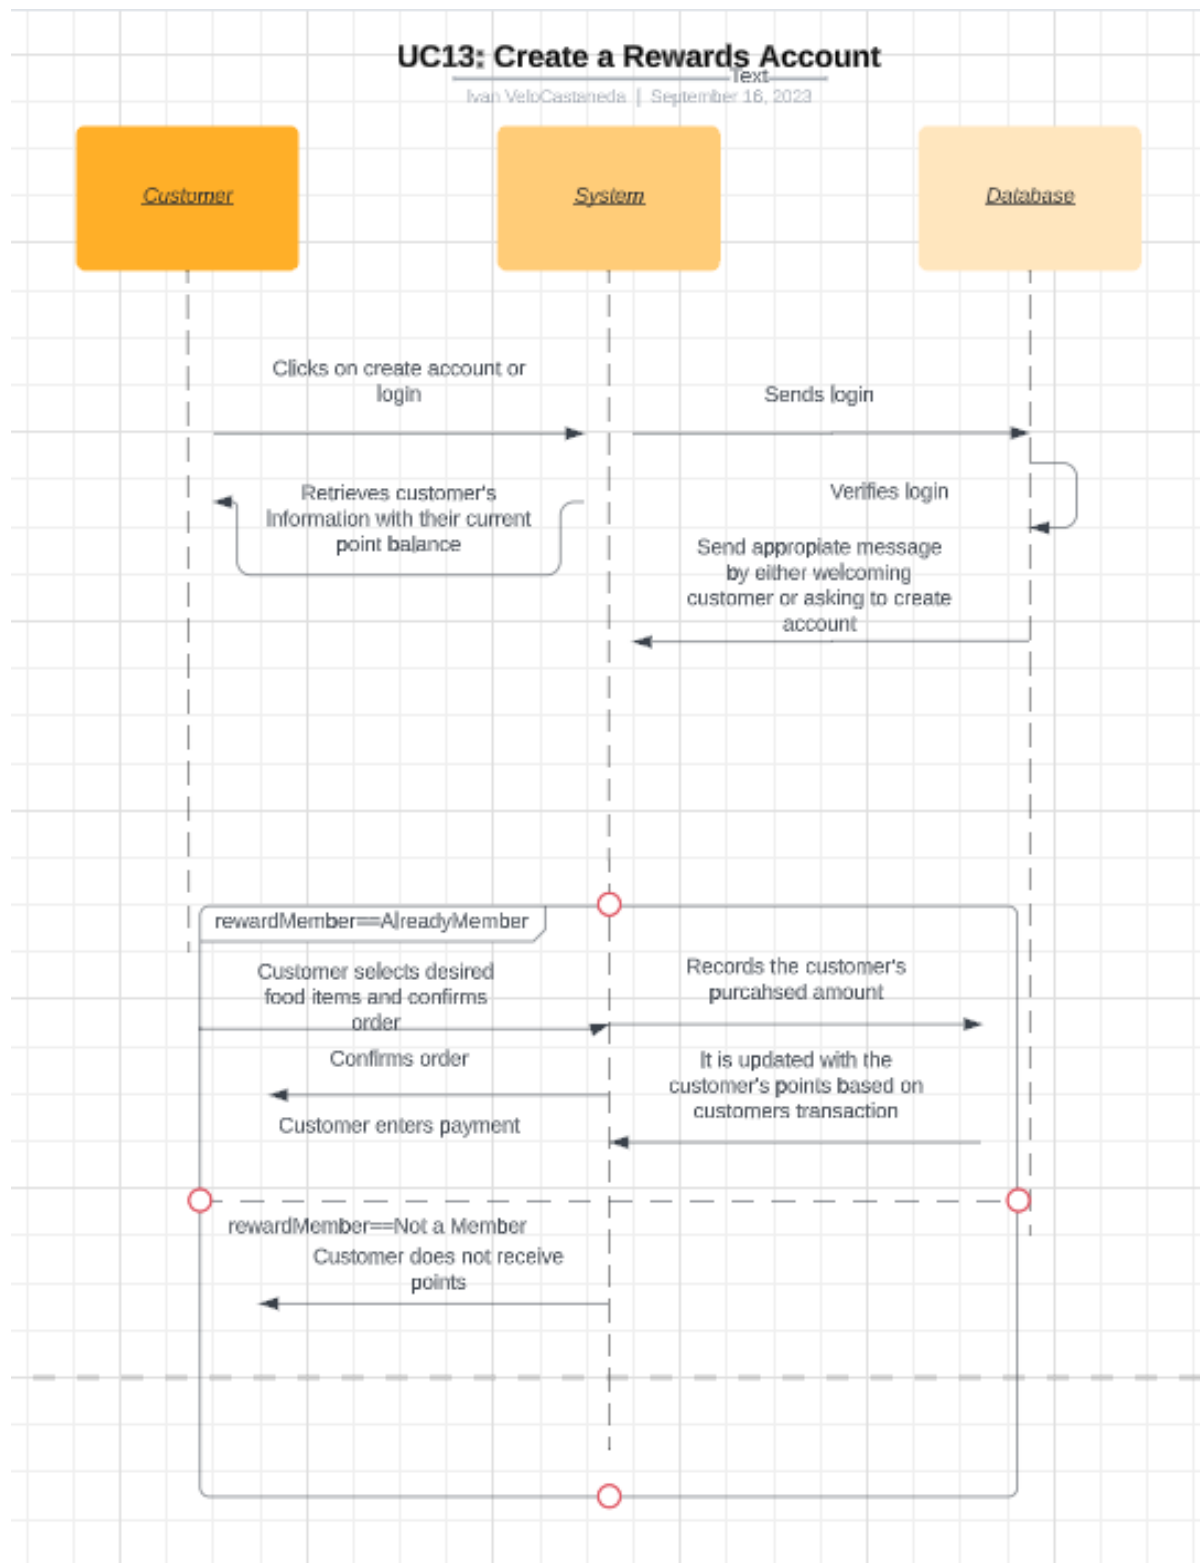 UC13: Create a Rewards Account
Text
Ivan VeloCastaneda | September 16, 2023
Customer
System
Database
Clicks on create account or
login
Sends login
Retrieves customer's
Information with their current
point balance
Verifies login
Send appropiate message
by either welcoming
customer or asking to create
account
rewardMember==AlreadyMember
Customer selects desired
food items and confirms
order
Records the customer's
purcahsed amount
Confirms order
It is updated with the
customer's points based on
customers transaction
Customer enters payment
rewardMember==Not a Member
Customer does not receive
points